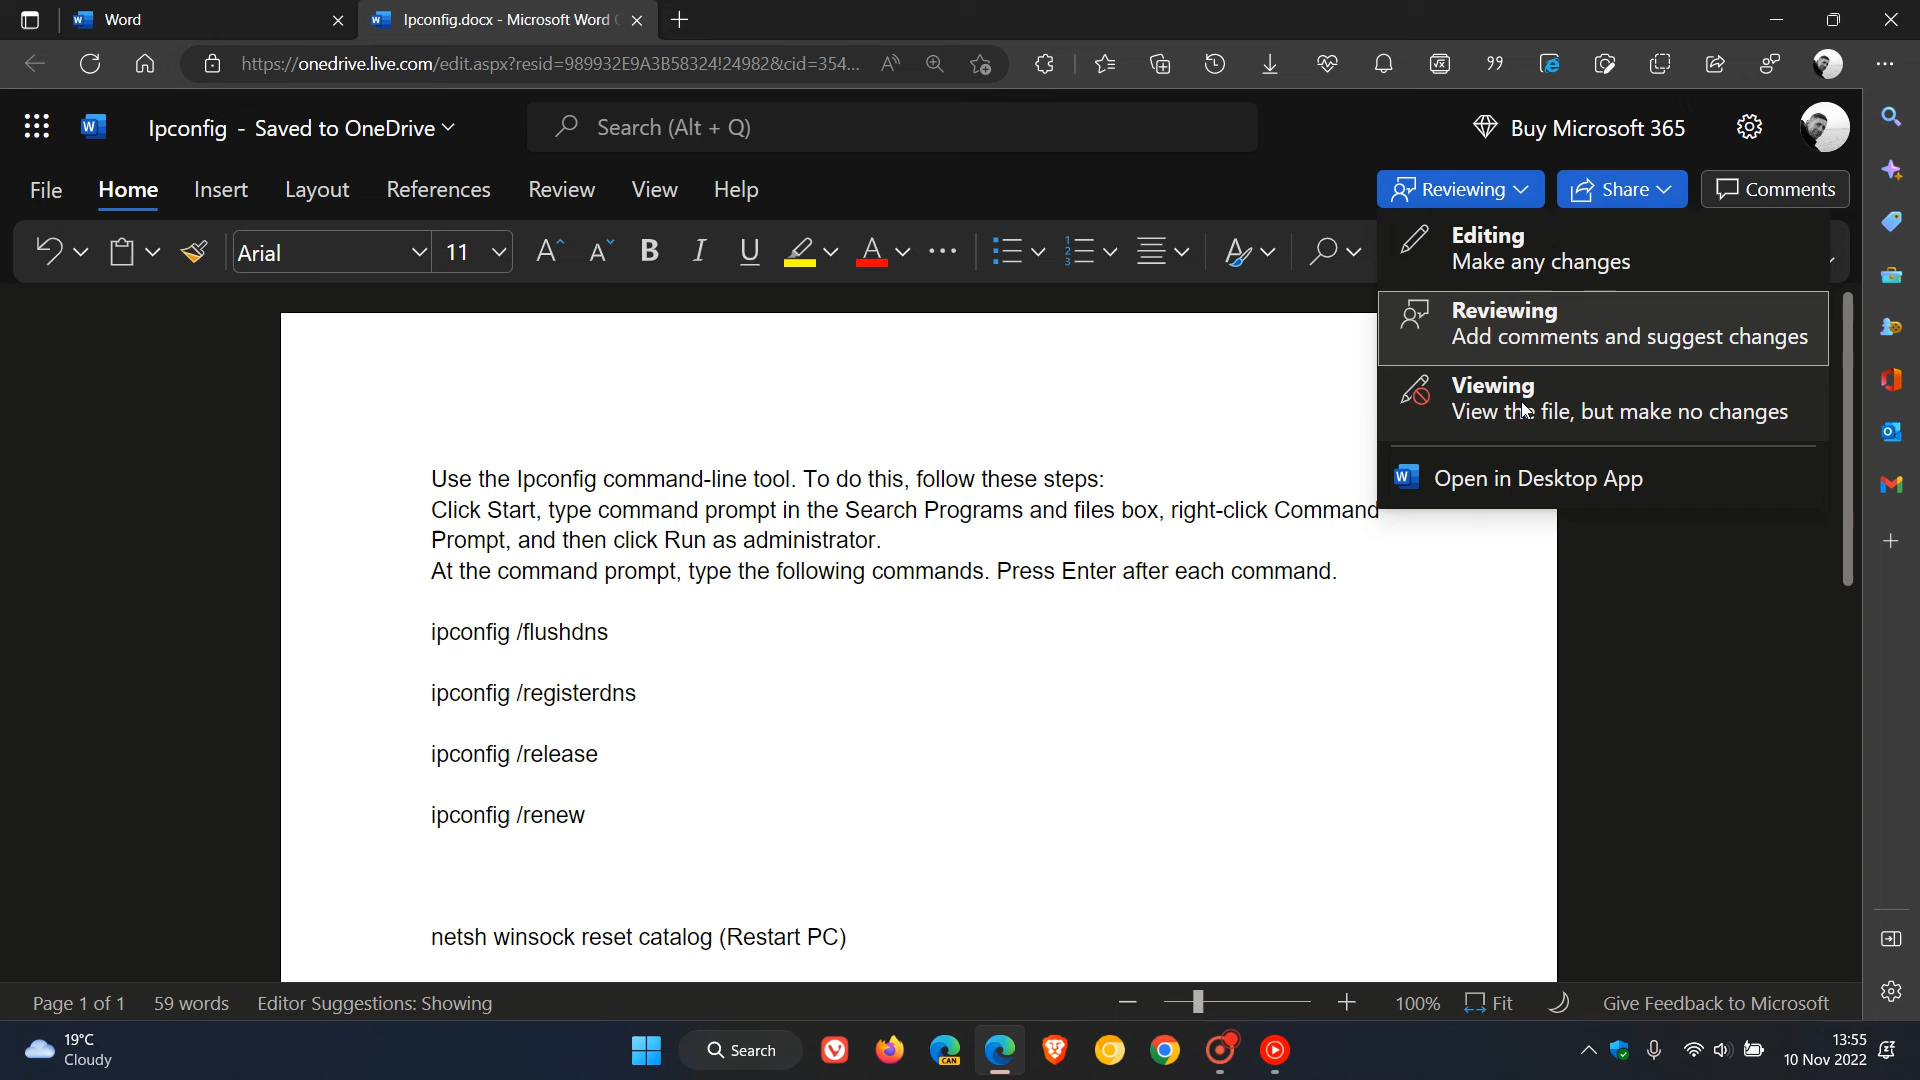 Word
Ipconfig.docx - Microsoft Word
https://onedrive.live.com/edit.aspx?resid=989932E9A3B58324!24982&cid=354...
Ipconfig - Saved to OneDrive
Search (Alt + Q)
Buy Microsoft 365
File Home Insert Layout References Review View Help
Reviewing Share Comments
Arial 11
Editing
Make any changes
Reviewing
Add comments and suggest changes
Viewing
View the file, but make no changes
Open in Desktop App
Use the Ipconfig command-line tool. To do this, follow these steps:
Click Start, type command prompt in the Search Programs and files box, right-click Command
Prompt, and then click Run as administrator.
At the command prompt, type the following commands. Press Enter after each command.
ipconfig /flushdns
ipconfig /registerdns
ipconfig /release
ipconfig /renew
netsh winsock reset catalog (Restart PC)
Page 1 of 1 59 words Editor Suggestions: Showing 100% Fit Give Feedback to Microsoft
19°C
Cloudy
Search
CAN
13:55
10 Nov 2022